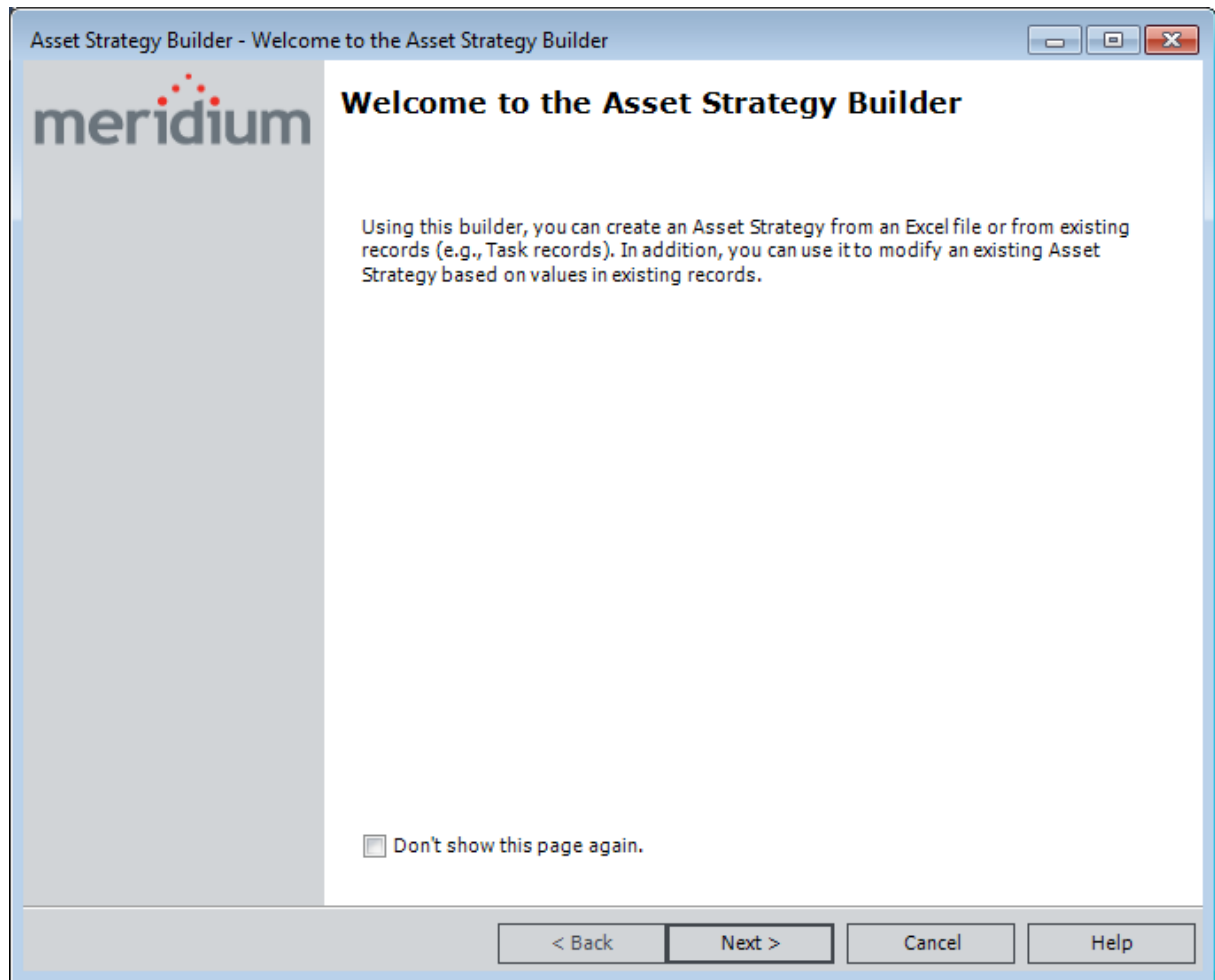 Asset Strategy Builder - Welcome to the Asset Strategy Builder
meridium
Welcome to the Asset Strategy Builder
Using this builder, you can create an Asset Strategy from an Excel file or from existing
records (e.g., Task records). In addition, you can use it to modify an existing Asset
Strategy based on values in existing records.
Don't show this page again.
< Back
Next >
Cancel
Help